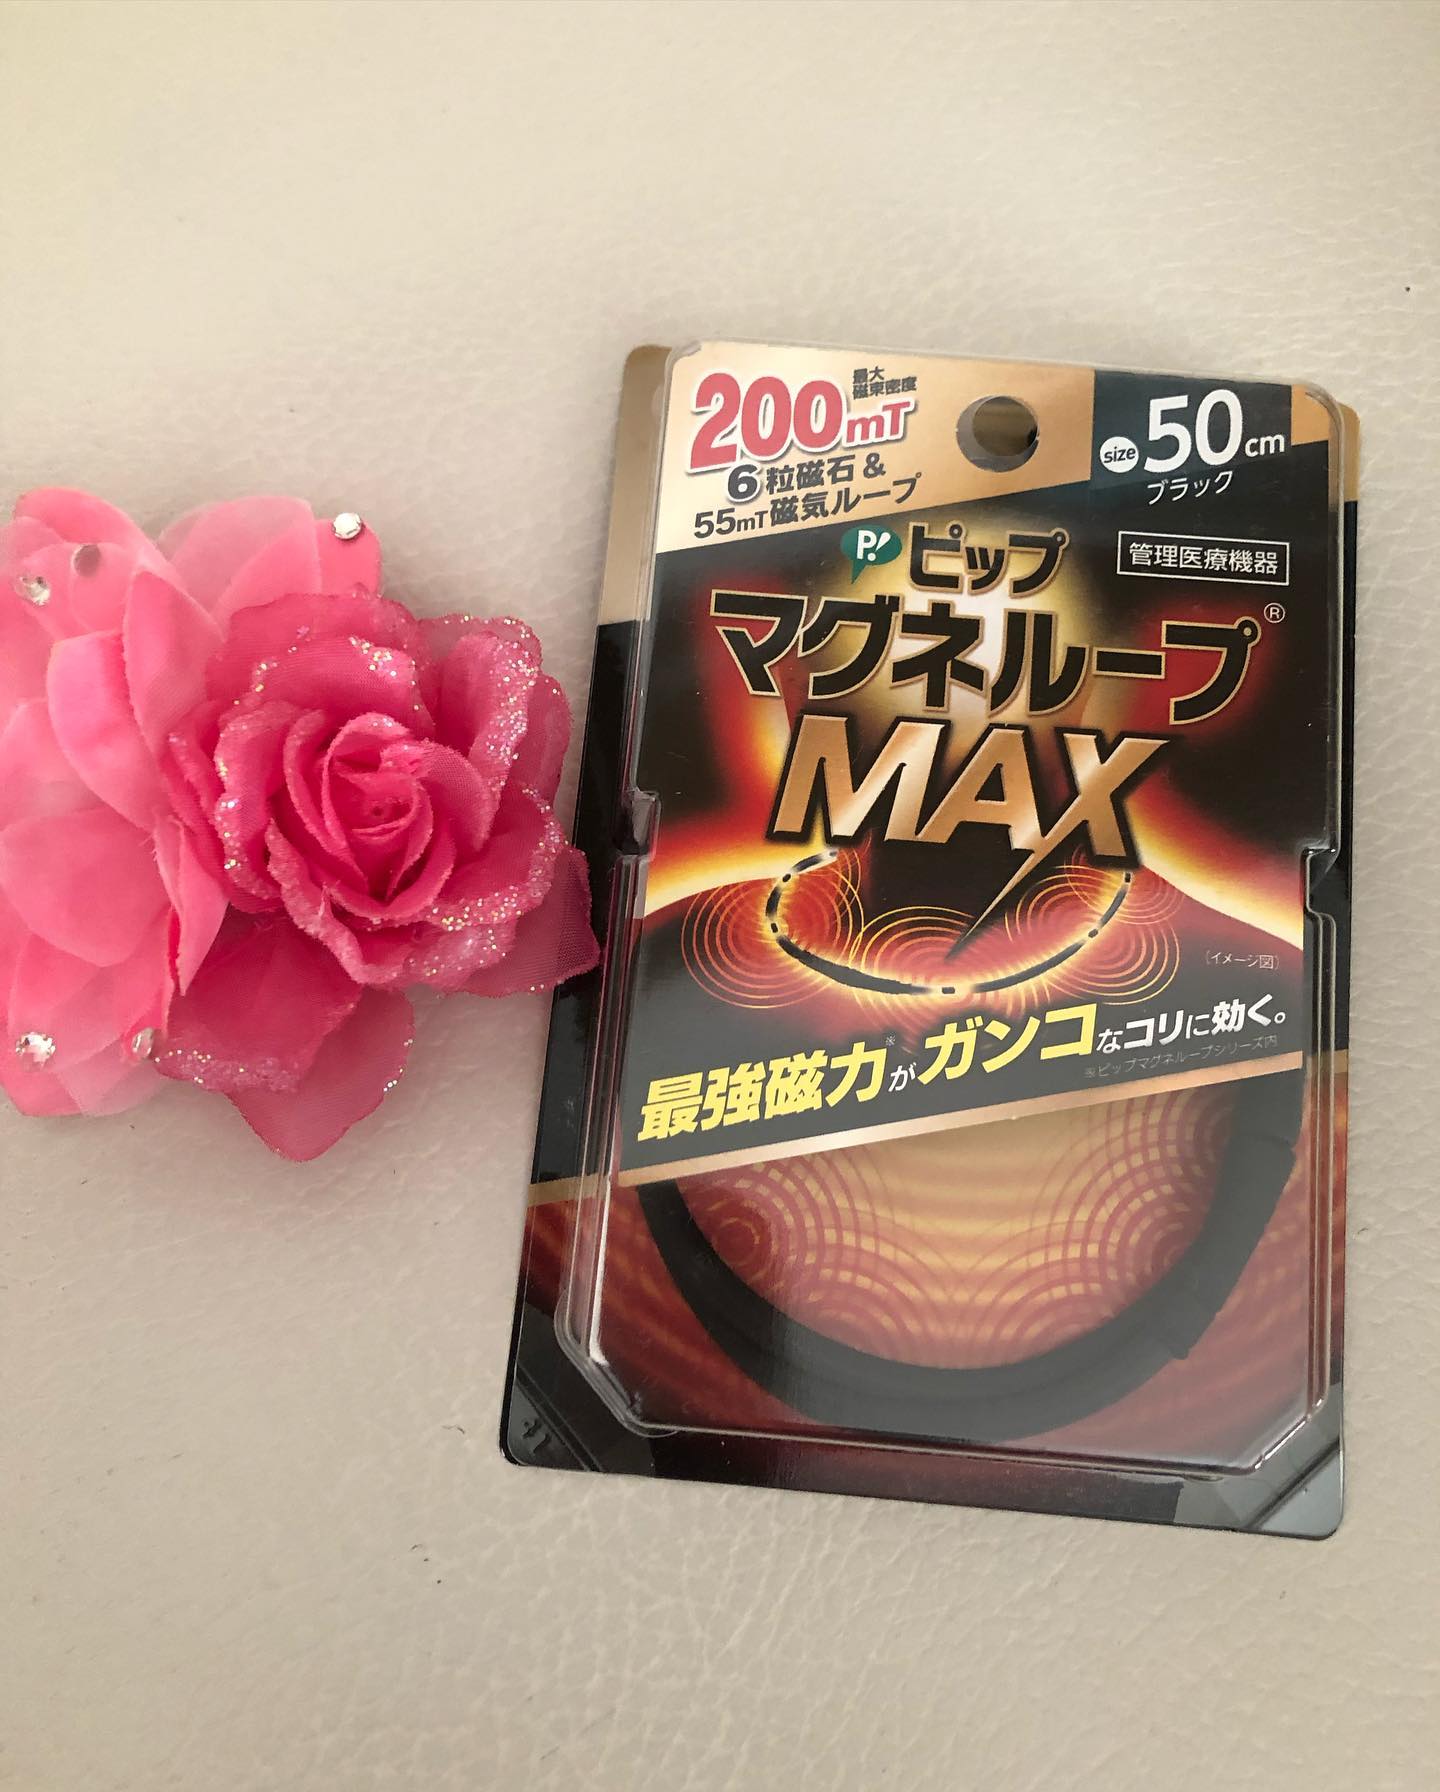 200mT
最大
磁束密度
6粒磁石&
55mT磁気ループ
size 50cm
ブラック
P! ピップ
管理医療機器
マグネループ®
MAX
(イメージ図)
最強磁力※がガンコなコリに効く。
※ピップマグネループシリーズ内